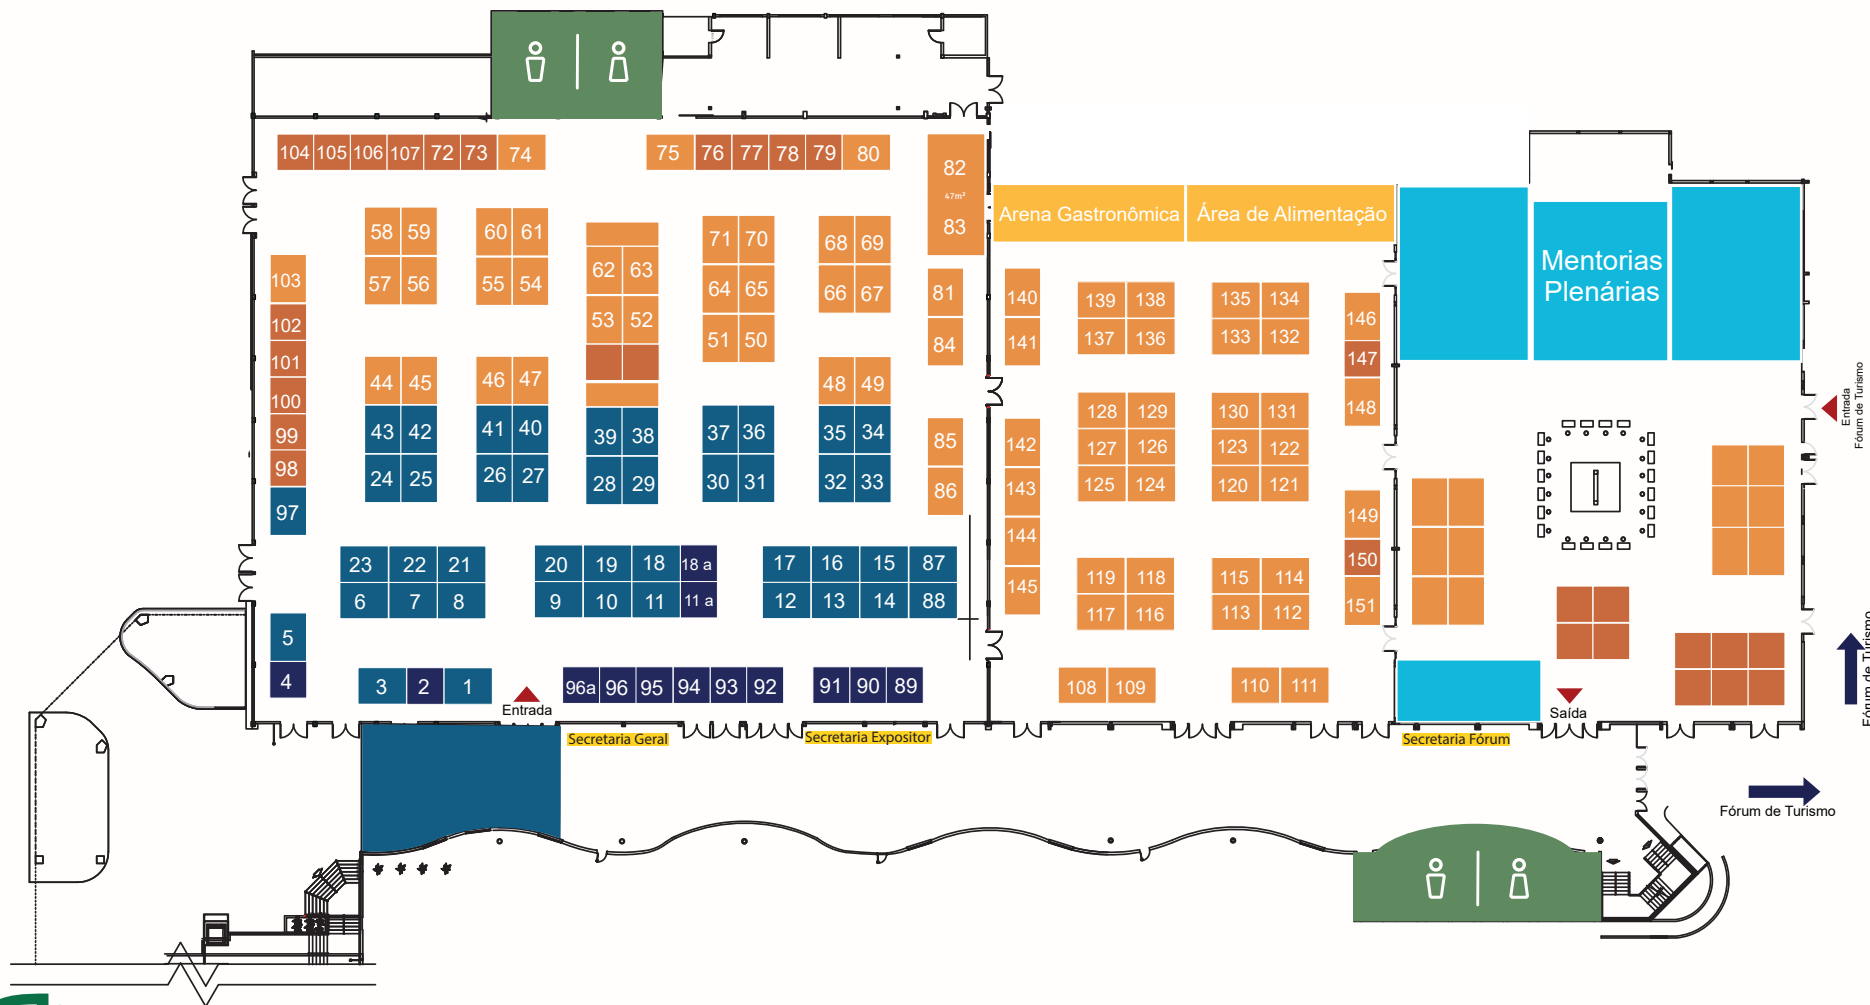 104 105 106 107 72 73 74
75 76 77 78 79 80
82
47m²
83
Arena Gastronômica Área de Alimentação
Mentorias
Plenárias
58 59
57 56
60 61
55 54
62 63
53 52
71 70
64 65
51 50
68 69
66 67
103
102
101
100
99
98
97
81
84
85
86
44 45
43 42
24 25
46 47
41 40
26 27
39 38
28 29
37 36
30 31
48 49
35 34
32 33
23 22 21
6 7 8
20 19 18 18 a
9 10 11 11 a
17 16 15 87
12 13 14 88
5
4
3 2 1
Entrada
96a 96 95 94 93 92
91 90 89
Secretaria Geral
Secretaria Expositor
140
141
142
143
144
145
139 138
137 136
135 134
133 132
128 129
127 126
125 124
130 131
123 122
120 121
119 118
117 116
115 114
113 112
108 109
110 111
146
147
148
149
150
151
Secretaria Fórum
Saída
Entrada
Fórum de Turismo
Fórum de Turismo
Fórum de Turismo